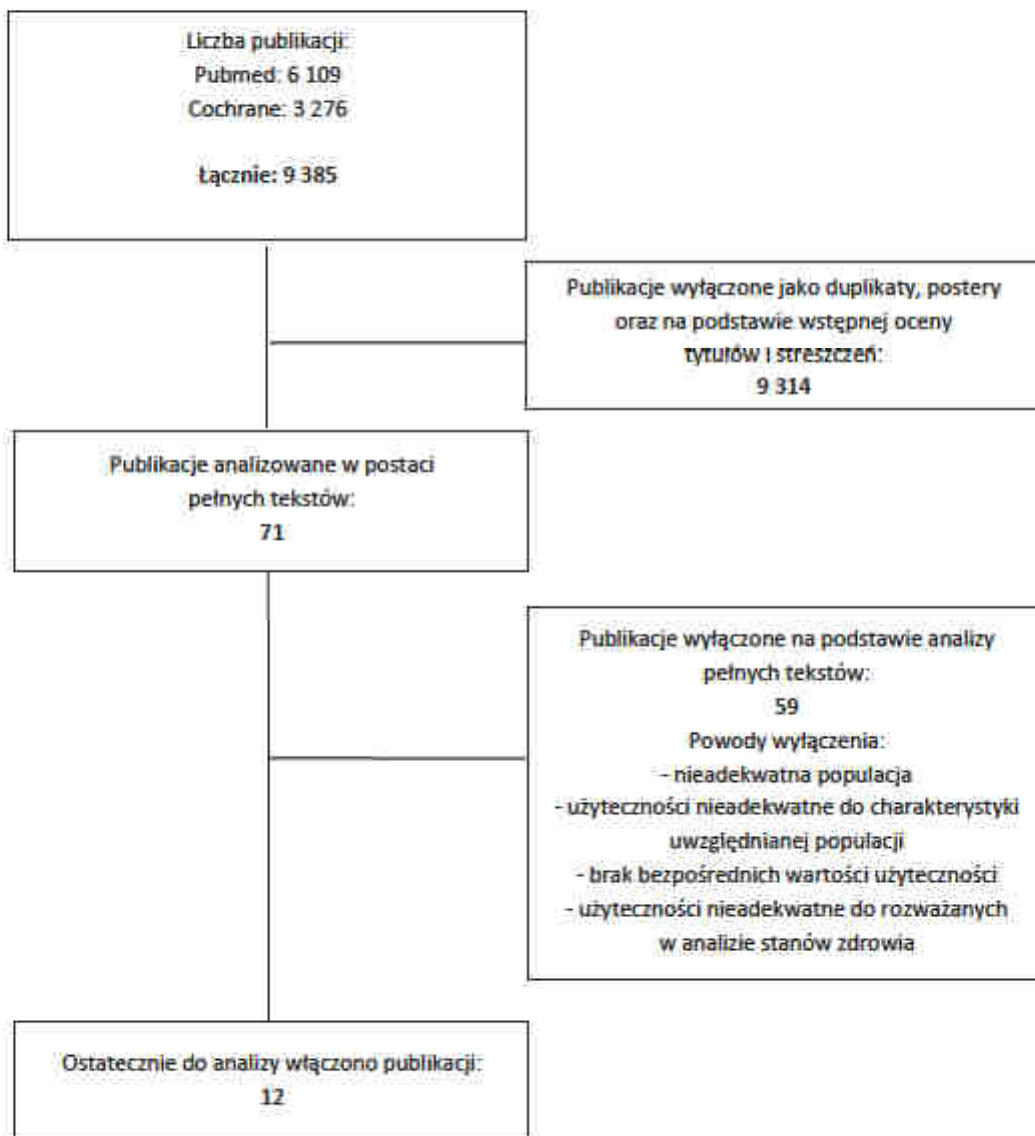 Liczba publikacji:
Pubmed: 6 109
Cochrane: 3 276
Łącznie: 9 385
Publikacje wyłączone jako duplikaty, postery
oraz na podstawie wstępnej oceny
tytułów i streszczeń:
9 314
Publikacje analizowane w postaci
pełnych tekstów:
71
Publikacje wyłączone na podstawie analizy
pełnych tekstów:
59
Powody wyłączenia:
- nieadekwatna populacja
- użyteczności nieadekwatne do charakterystyki
uwzględnianej populacji
- brak bezpośrednich wartości użyteczności
- użyteczności nieadekwatne do rozważanych
w analizie stanów zdrowia
Ostatecznie do analizy włączono publikacji:
12